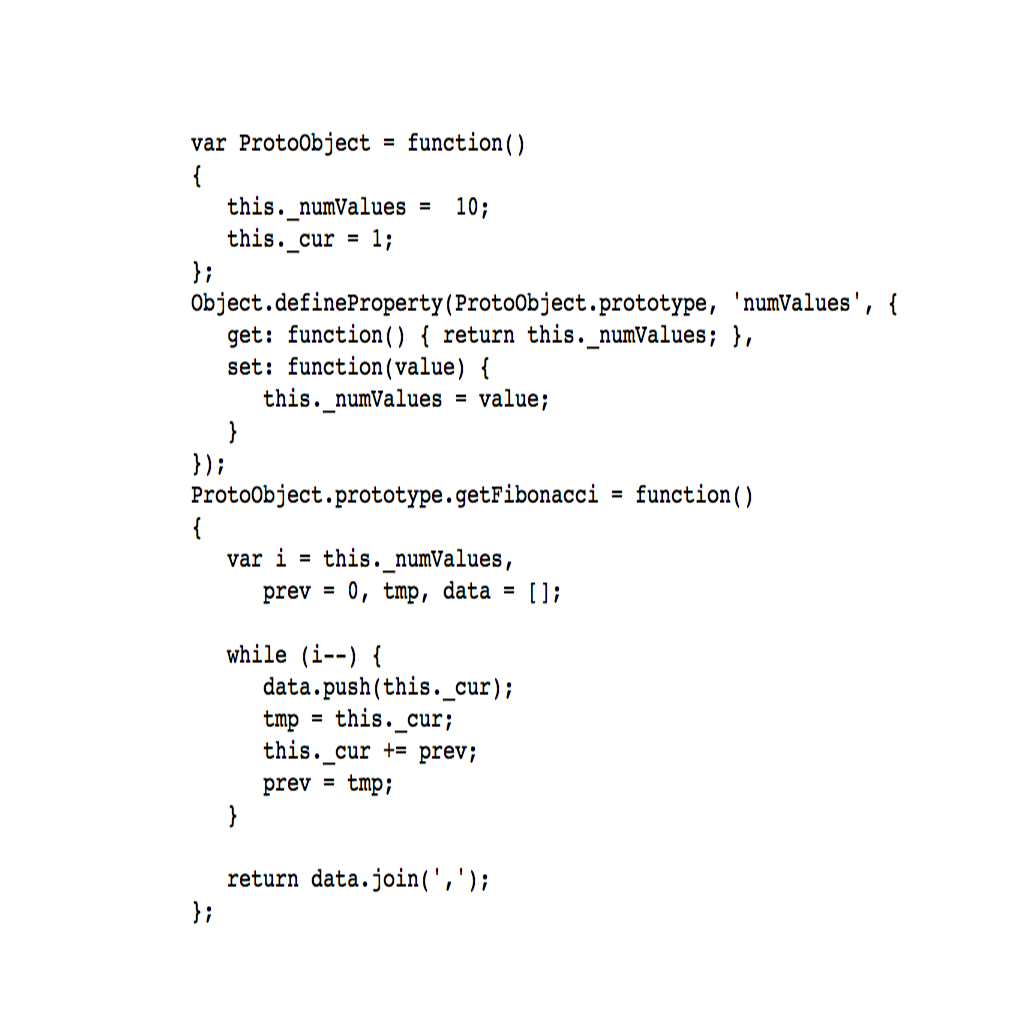 var ProtoObject = function()
{
   this._numValues =  10;
   this._cur = 1;
};
Object.defineProperty(ProtoObject.prototype, 'numValues', {
   get: function() { return this._numValues; },
   set: function(value) {
      this._numValues = value;
   }
});
ProtoObject.prototype.getFibonacci = function()
{
   var i = this._numValues,
      prev = 0, tmp, data = [];

   while (i--) {
      data.push(this._cur);
      tmp = this._cur;
      this._cur += prev;
      prev = tmp;
   }

   return data.join(',');
};